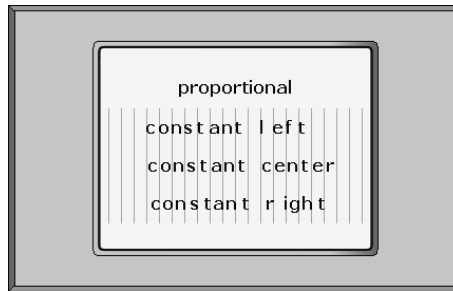 proportional
constant left
constant center
constant right